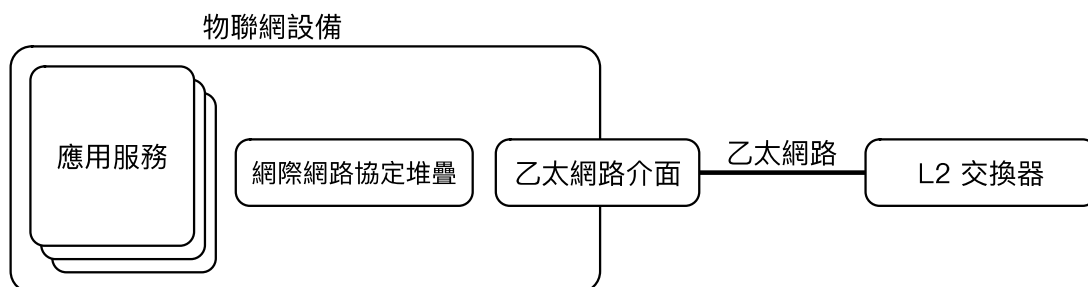 物聯網設備
應用服務
網際網路協定堆疊
乙太網路介面
乙太網路
L2 交換器